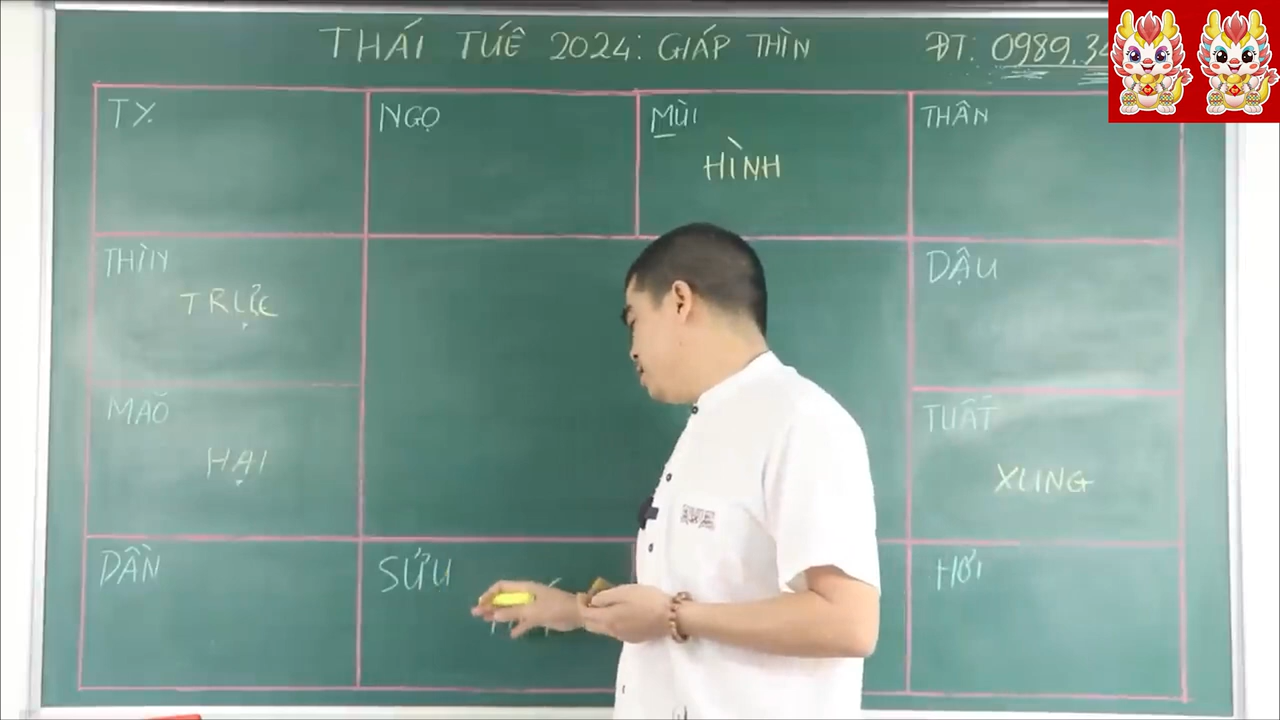 THÁI TUẾ 2024: GIÁP THÌN
ĐT: 0989.34
TỴ
NGỌ
MÙI
THÂN
HÌNH
THÌN
DẬU
TRỰC
MÃO
TUẤT
HẠI
XUNG
DẦN
SỬU
HỢI